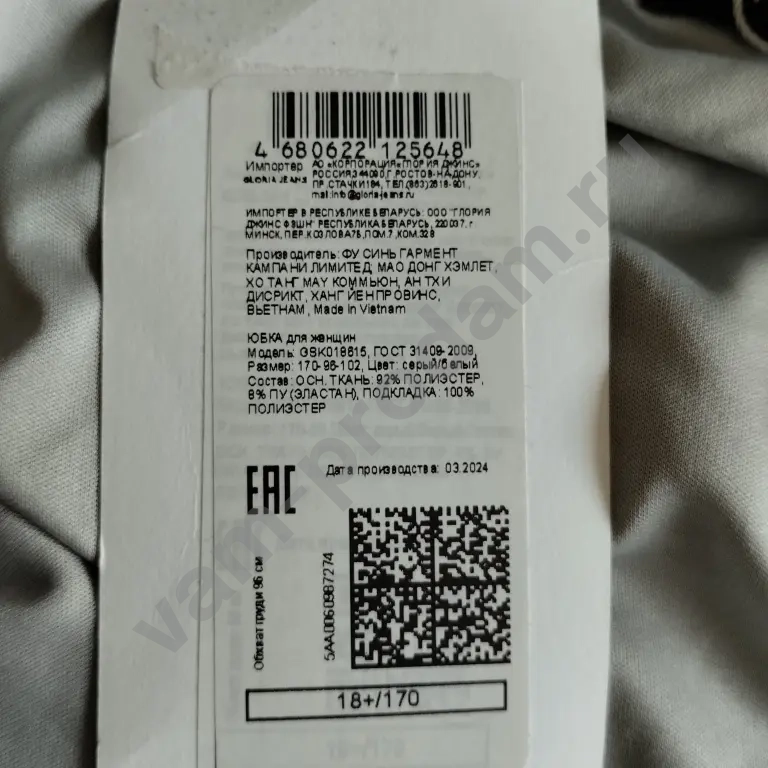 4 680622 125648
Импортер АО «КОРПОРАЦИЯ «ГЛОРИЯ ДЖИНС»
GLORIA JEANS РОССИЯ,344090,Г.РОСТОВ-НА-ДОНУ,
ПР.СТАЧКИ184, ТЕЛ.(863)2618-901,
mail:info@gloria-jeans.ru
ИМПОРТЕР В РЕСПУБЛИКЕ БЕЛАРУСЬ: ООО "ГЛОРИЯ
ДЖИНС ФЭШН" РЕСПУБЛИКА БЕЛАРУСЬ, 220037, г
МИНСК, ПЕР.КОЗЛОВА7Б,ПОМ.7,КОМ.328
Производитель: ФУ СИНЬ ГАРМЕНТ
КАМПАНИ ЛИМИТЕД, МАО ДОНГ ХЭМЛЕТ,
ХО ТАНГ МАУ КОММЬЮН, АН ТХИ
ДИСРИКТ, ХАНГ ЙЕН ПРОВИНС,
ВЬЕТНАМ, Made in Vietnam
ЮБКА для женщин
Модель: GSK018615, ГОСТ 31409-2009,
Размер: 170-96-102, Цвет: серый/белый
Состав: ОСН. ТКАНЬ: 92% ПОЛИЭСТЕР,
8% ПУ(ЭЛАСТАН), ПОДКЛАДКА: 100%
ПОЛИЭСТЕР
EAC
Дата производства: 03.2024
Обхват груди 96 см
5AA0060987274
18+/170
vam-prodam.ru